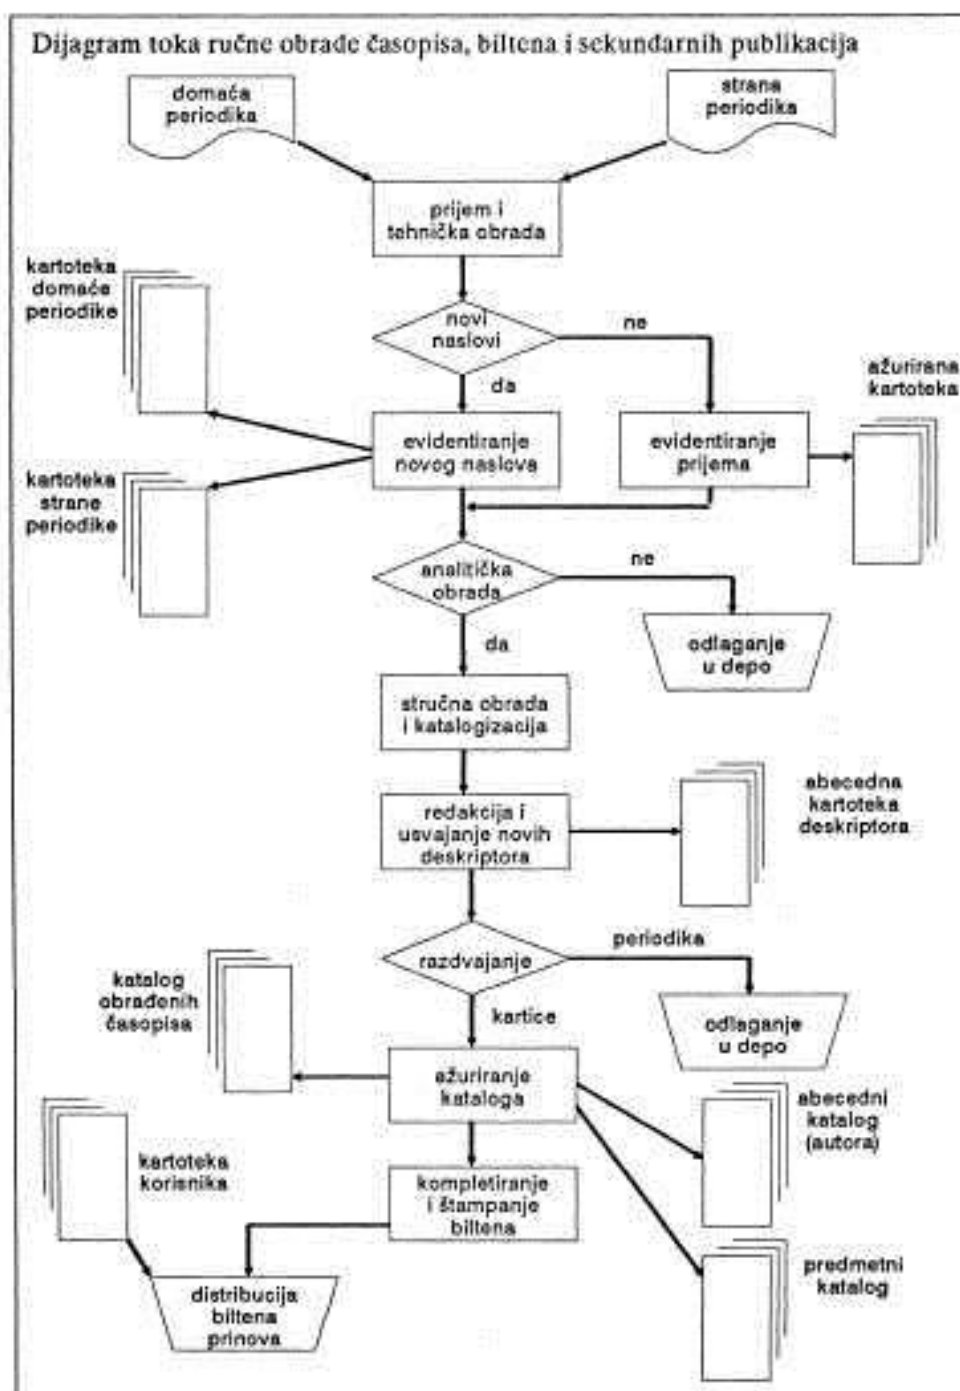 Dijagram toka ručne obrade časopisa, biltena i sekundarnih publikacija
domaća
periodika
strana
periodika
prijem i
tehnička obrada
kartoteka
domaće
periodike
novi
naslovi
ne
da
ažurirana
kartoteka
evidentiranje
novog naslova
evidentiranje
prijema
kartoteka
strane
periodike
analitička
obrada
ne
da
odlaganje
u depo
stručna obrada
i katalogizacija
redakcija i
usvajanje novih
deskriptora
abecedna
kartoteka
deskriptora
razdvajanje
periodika
kartice
odlaganje
u depo
katalog
obrađenih
časopisa
ažuriranje
kataloga
abecedni
katalog
(autora)
kartoteka
korisnika
kompletiranje
i štampanje
biltena
predmetni
katalog
distribucija
biltena
prinova